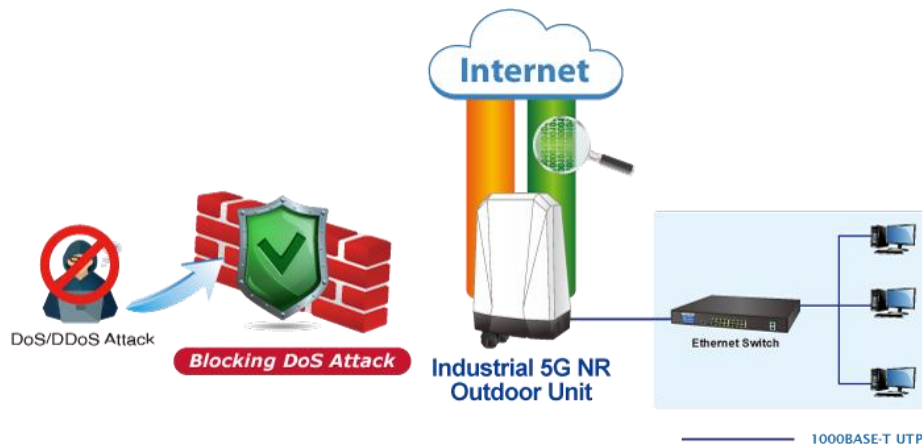 Internet
DoS/DDoS Attack
Blocking DoS Attack
Industrial 5G NR
Outdoor Unit
Ethernet Switch
1000BASE-T UTP